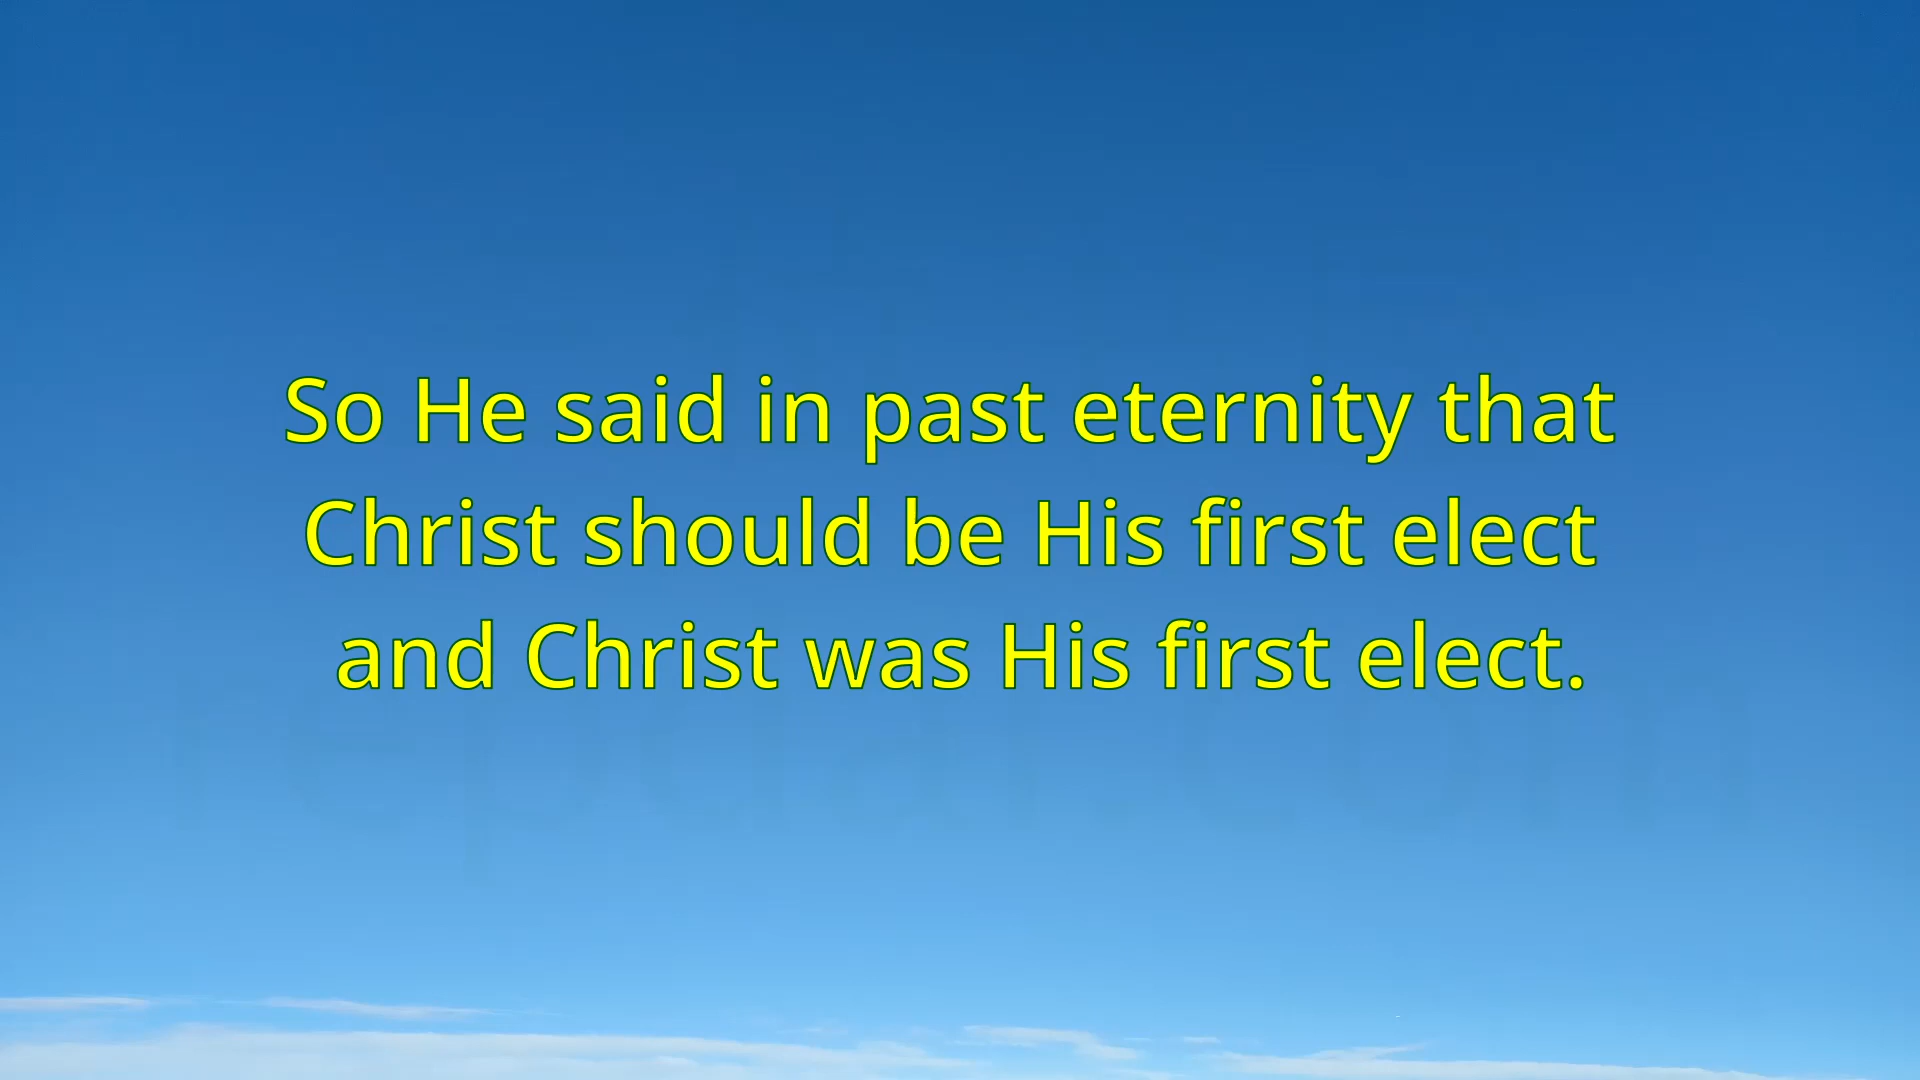 So He said in past eternity that
Christ should be His first elect
and Christ was His first elect.